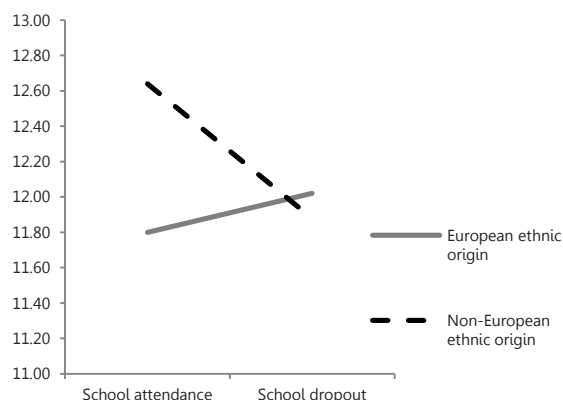 13.00
12.80
12.60
12.40
12.20
12.00
11.80
11.60
11.40
11.20
11.00
School attendance
School dropout
European ethnic
origin
Non-European
ethnic origin